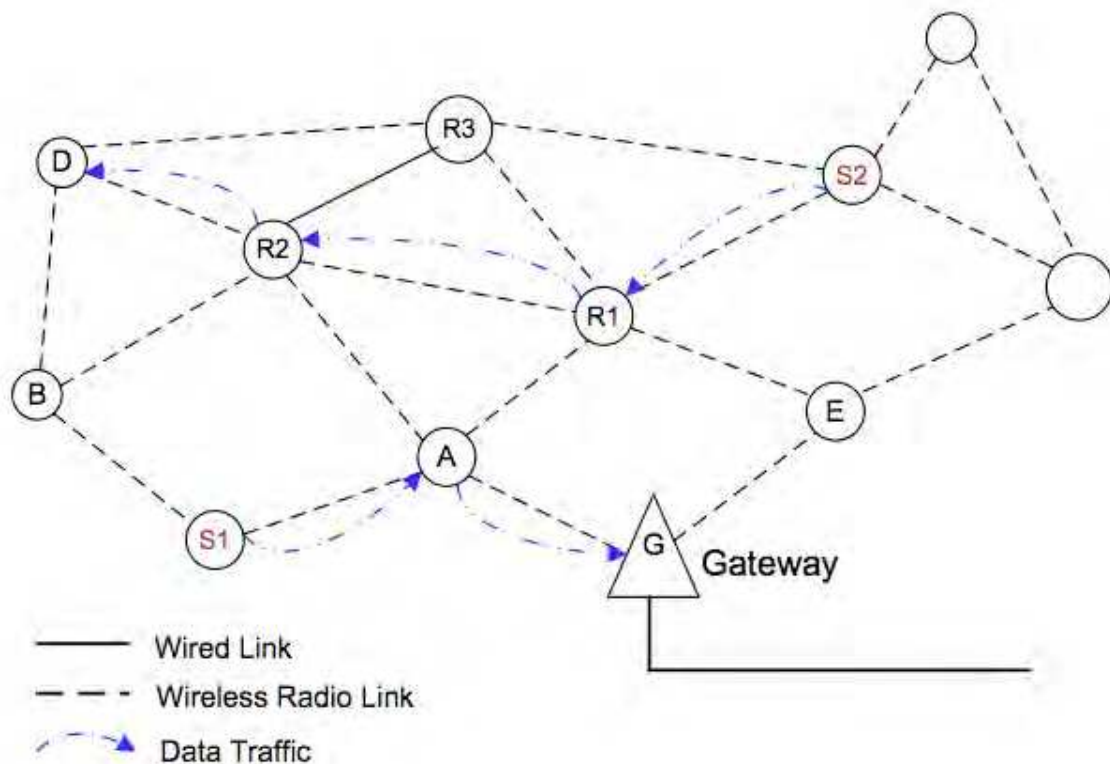 R3
D
S2
R2
R1
B
E
A
S1
G
Gateway
Wired Link
Wireless Radio Link
Data Traffic